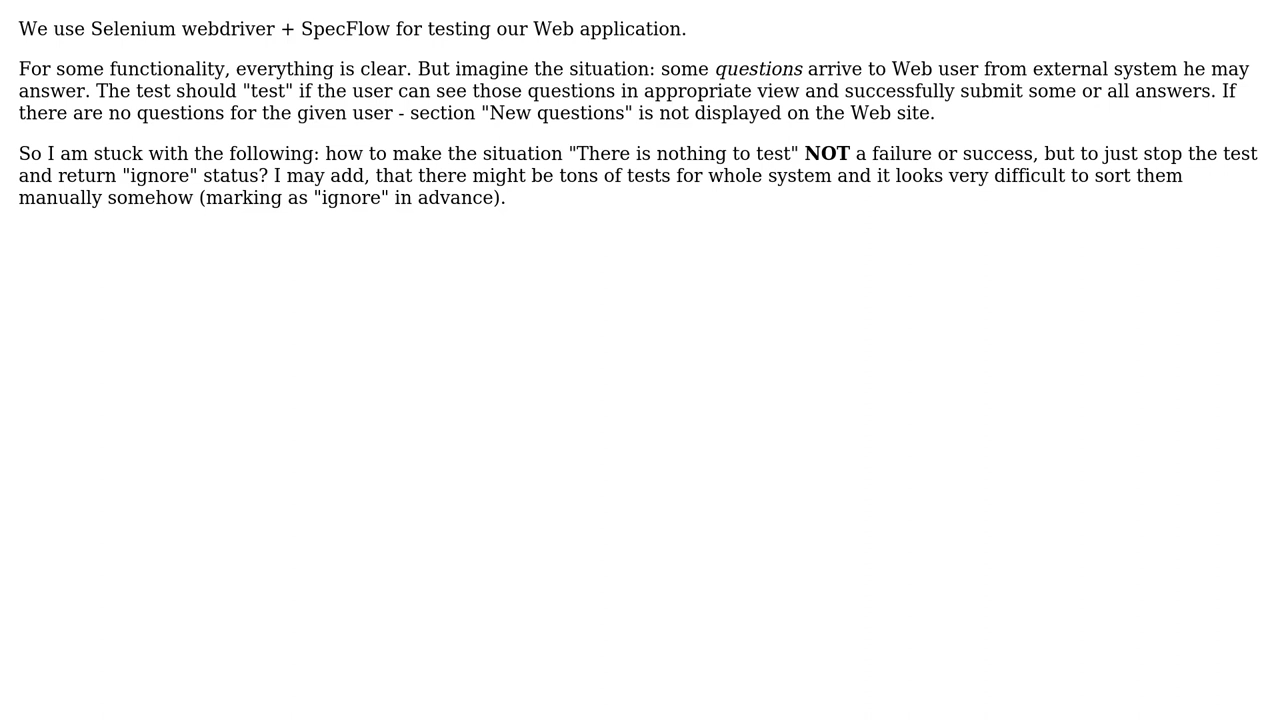 We use Selenium webdriver + SpecFlow for testing our Web application.
For some functionality, everything is clear. But imagine the situation: some questions arrive to Web user from external system he may
answer. The test should "test" if the user can see those questions in appropriate view and successfully submit some or all answers. If
there are no questions for the given user - section "New questions" is not displayed on the Web site.
So I am stuck with the following: how to make the situation "There is nothing to test" NOT a failure or success, but to just stop the test
and return "ignore" status? I may add, that there might be tons of tests for whole system and it looks very difficult to sort them
manually somehow (marking as "ignore" in advance).